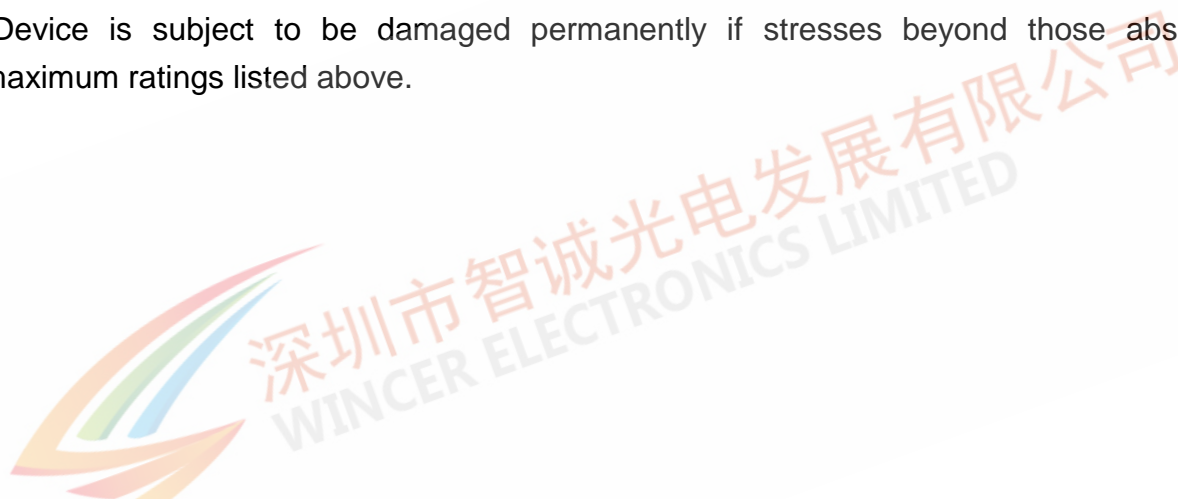 Device is subject to be damaged permanently if stresses beyond those abs
maximum ratings listed above.
深圳市智诚光电发展有限公司
WINCER ELECTRONICS LIMITED